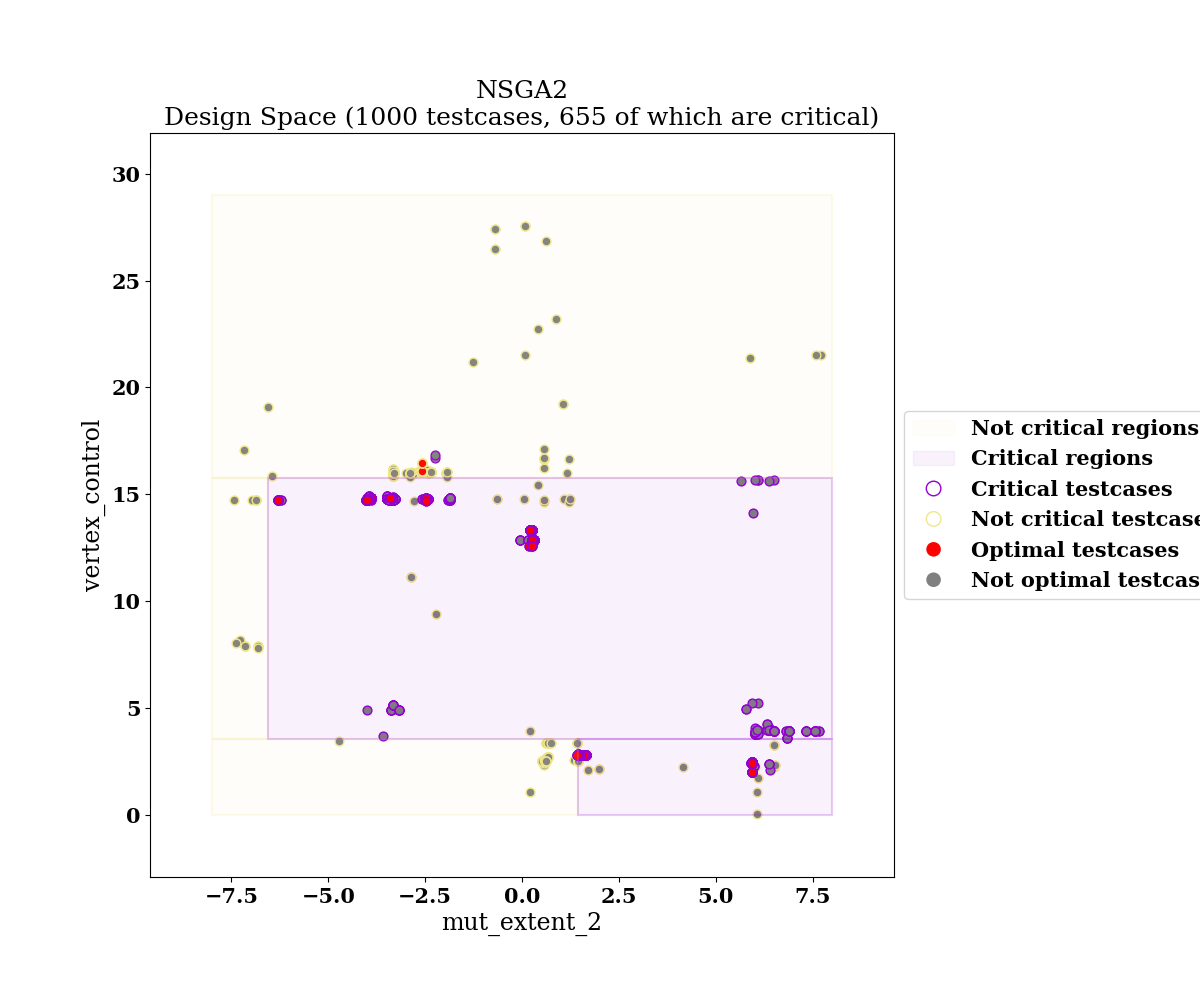 NSGA2
Design Space (1000 testcases, 655 of which are critical)
30
25
20
15
10
5
0
vertex_control
−7.5
−5.0
−2.5
0.0
2.5
5.0
7.5
mut_extent_2
Not critical regions
Critical regions
Critical testcases
Not critical testcase
Optimal testcases
Not optimal testcas